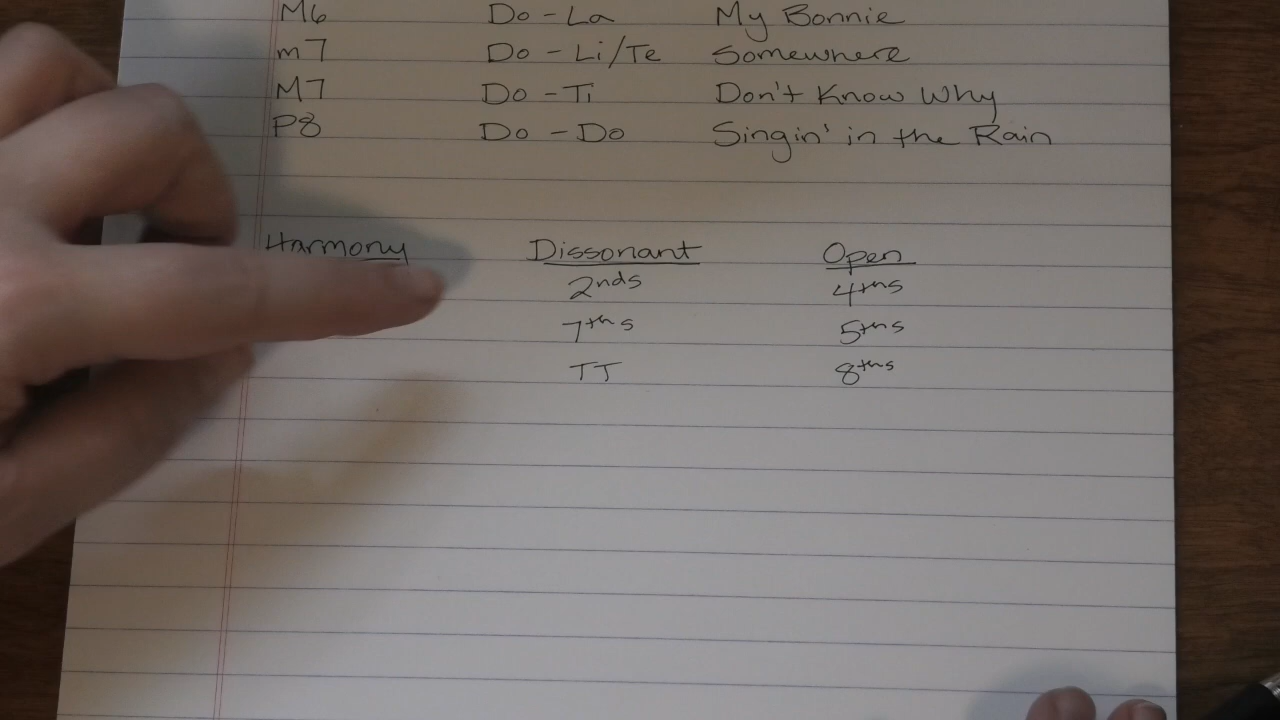 M6 Do - La My Bonnie
m7 Do - Li/Te Somewhere
M7 Do - Ti Don't Know Why
P8 Do - Do Singin' in the Rain
Harmony Dissonant Open
2nds 4ths
7ths 5ths
TT 8ths